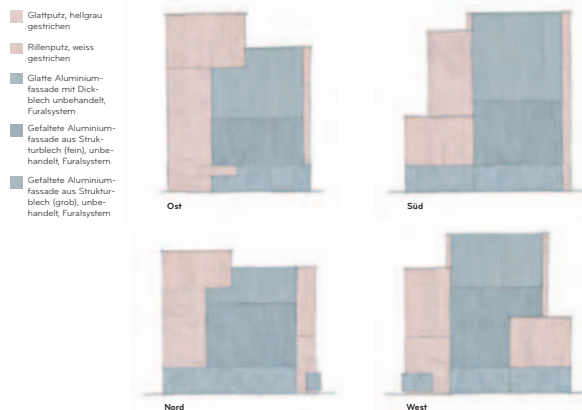 Glattputz, hellgrau
gestrichen
Rillenputz, weiss
gestrichen
Glatte Aluminium-
fassade mit Dick-
blech unbehandelt,
Furalsystem
Gefaltete Aluminium-
fassade aus Struk-
turblech (fein), unbe-
handelt, Furalsystem
Gefaltete Aluminium-
fassade aus Struktur-
blech (grob), unbe-
handelt, Furalsystem
Ost
Süd
Nord
West